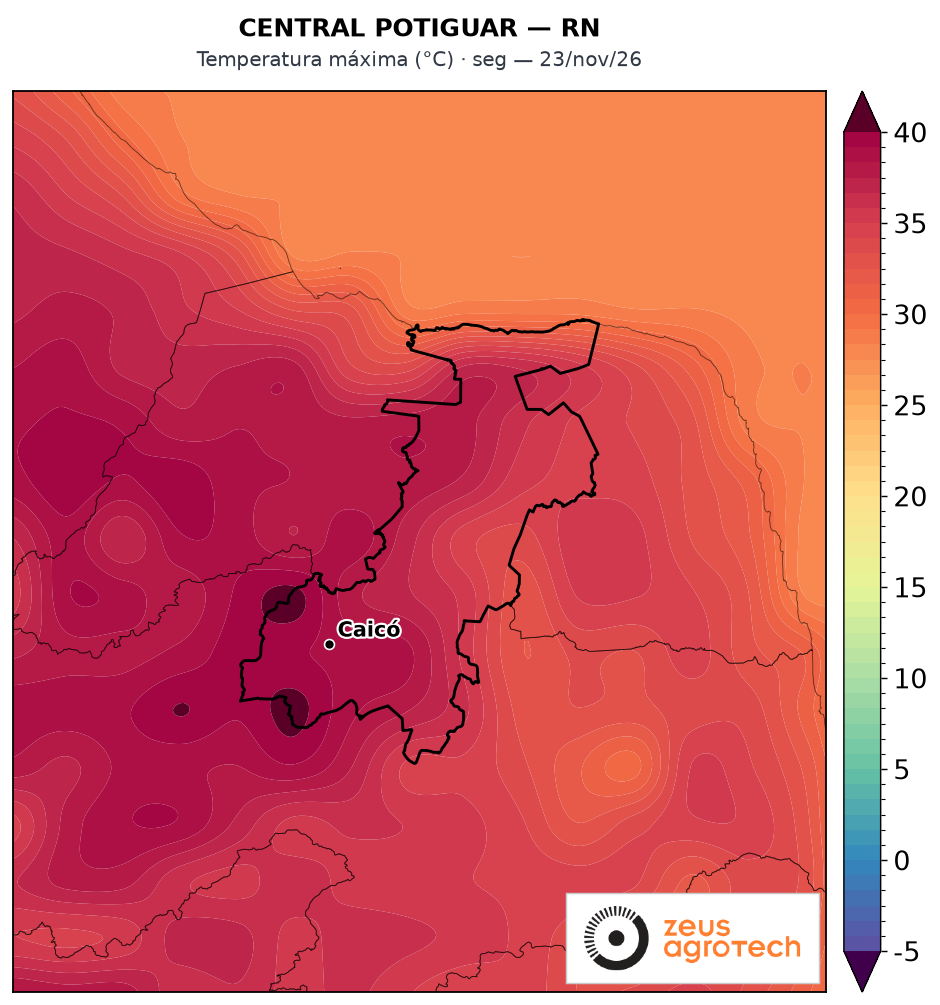 CENTRAL POTIGUAR — RN
Temperatura máxima (°C) · seg — 23/nov/26
40
35
30
25
20
15
10
5
0
-5
Caicó
zeus
agrotech